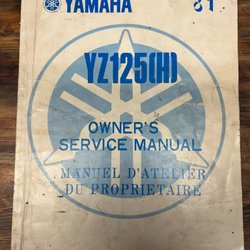 YAMAHA 81
YZ125(H)
OWNER'S
SERVICE MANUAL
MANUEL D'ATELIER
DU PROPRIETAIRE